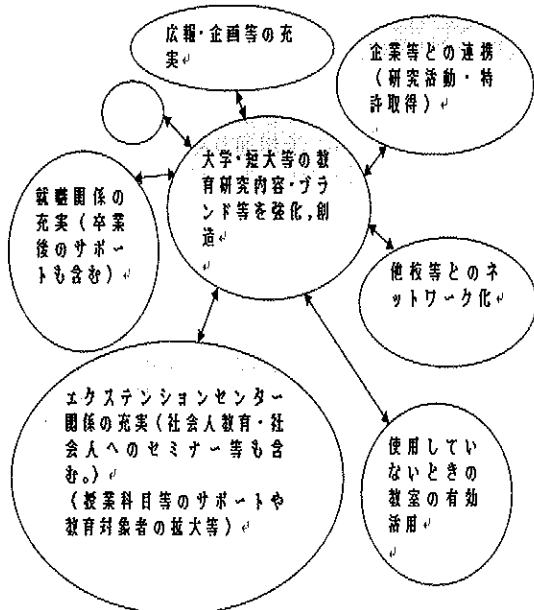 広報・企画等の充
実
企業等との連携
（研究活動・特
許取得）
大学・短大等の教
育研究内容・ブラ
ンド等を強化,創
造
就職関係の
充実（卒業
後のサポー
トも含む）
他校等とのネ
ットワーク化
エクステンションセンター
関係の充実（社会人教育・社
会人へのセミナー等も含
む。）
（授業科目等のサポートや
教育対象者の拡大等）
使用してい
ないときの
教室の有効
活用